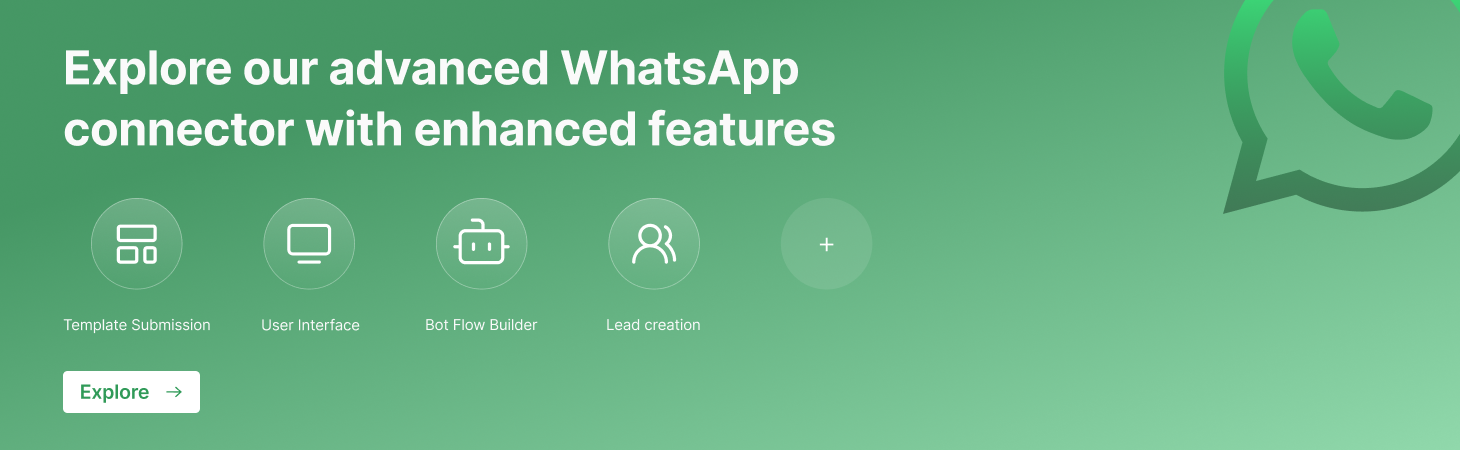 Explore our advanced WhatsApp
connector with enhanced features
+
Template Submission
User Interface
Bot Flow Builder
Lead creation
Explore →